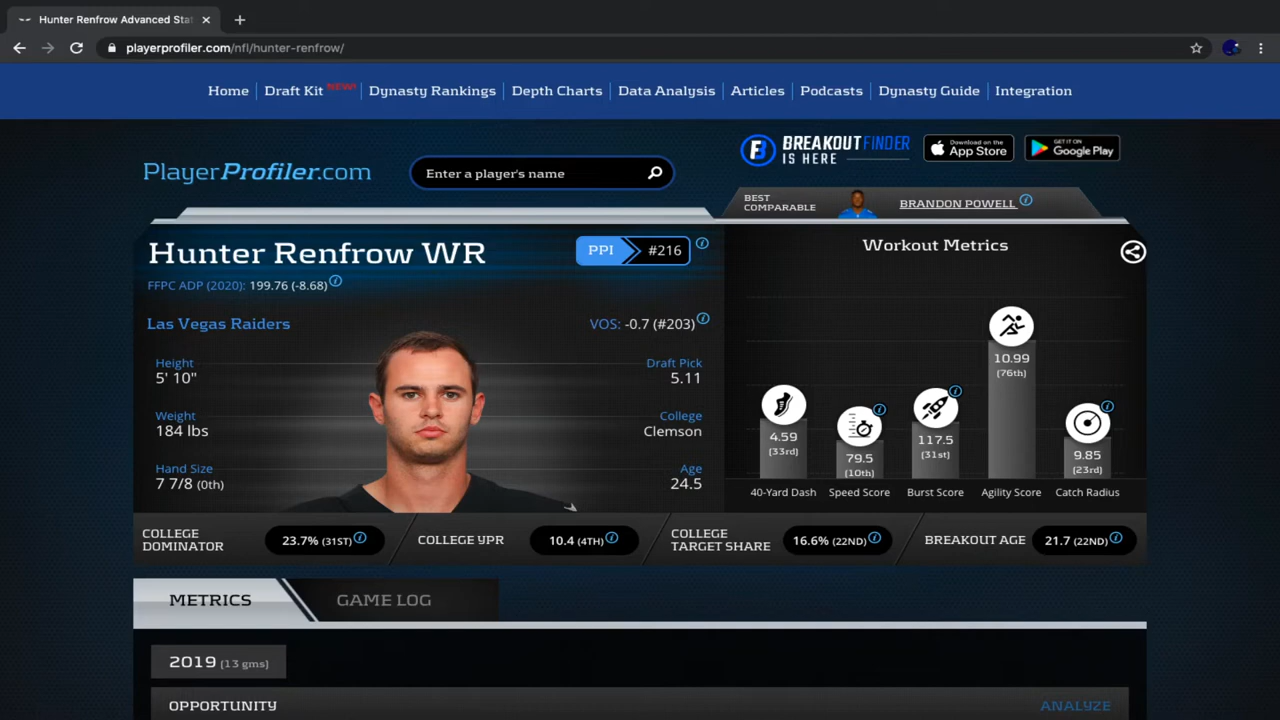 Hunter Renfrow Advanced Stat
playerprofiler.com/nfl/hunter-renfrow/
Home
Draft Kit NEW!
Dynasty Rankings
Depth Charts
Data Analysis
Articles
Podcasts
Dynasty Guide
Integration
PlayerProfiler.com
Enter a player's name
BREAKOUTFINDER
IS HERE
Download on the
App Store
GET IT ON
Google Play
BEST
COMPARABLE
BRANDON POWELL
Hunter Renfrow WR
PPI #216
FFPC ADP (2020): 199.76 (-8.68)
Las Vegas Raiders
VOS: -0.7 (#203)
Height
5' 10"
Draft Pick
5.11
Weight
184 lbs
College
Clemson
Hand Size
7 7/8 (0th)
Age
24.5
Workout Metrics
4.59
(33rd)
40-Yard Dash
79.5
(10th)
Speed Score
117.5
(31st)
Burst Score
10.99
(76th)
Agility Score
9.85
(23rd)
Catch Radius
COLLEGE
DOMINATOR
23.7% (31ST)
COLLEGE YPR
10.4 (4TH)
COLLEGE
TARGET SHARE
16.6% (22ND)
BREAKOUT AGE
21.7 (22ND)
METRICS
GAME LOG
2019 (13 gms)
OPPORTUNITY
ANALYZE